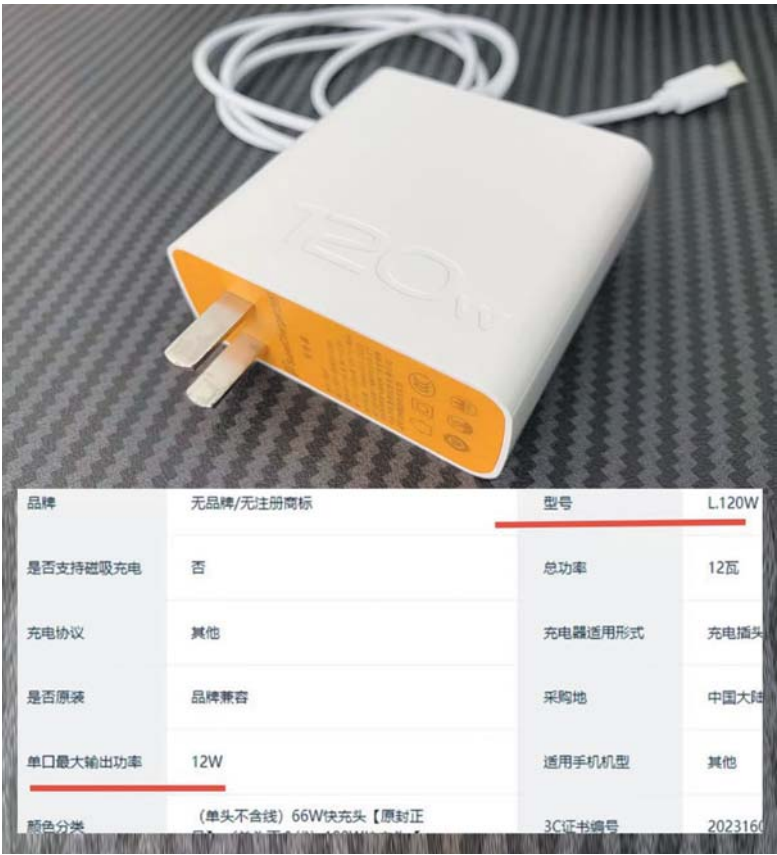 120W
品牌 无品牌/无注册商标 型号 L.120W
是否支持磁吸充电 否 总功率 12瓦
充电协议 其他 充电器适用形式 充电插头
是否原装 品牌兼容 采购地 中国大陆
单口最大输出功率 12W 适用手机机型 其他
颜色分类 （单头不含线）66W快充头【原封正 3C证书编号 2023160